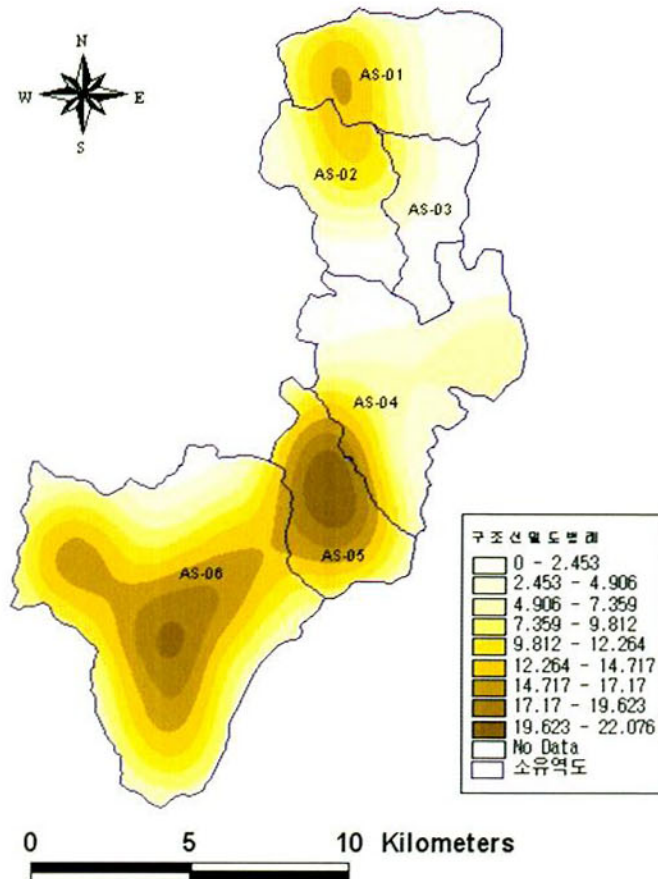 N
W E
S
AS-01
AS-02
AS-03
AS-04
AS-05
AS-06
구조선밀도범례
0 - 2.453
2.453 - 4.906
4.906 - 7.359
7.359 - 9.812
9.812 - 12.264
12.264 - 14.717
14.717 - 17.17
17.17 - 19.623
19.623 - 22.076
No Data
소유역도
0 5 10 Kilometers